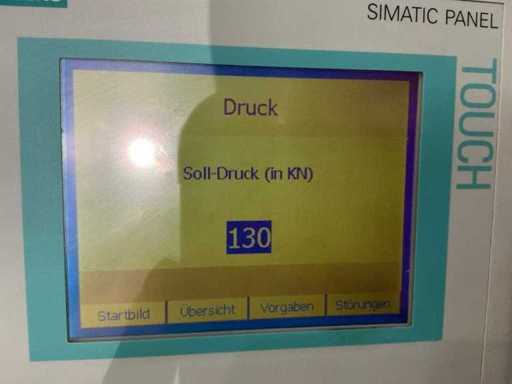 SIMATIC PANEL
TOUCH
Druck
Soll-Druck (in KN)
130
Startbild Übersicht Vorgaben Störungen